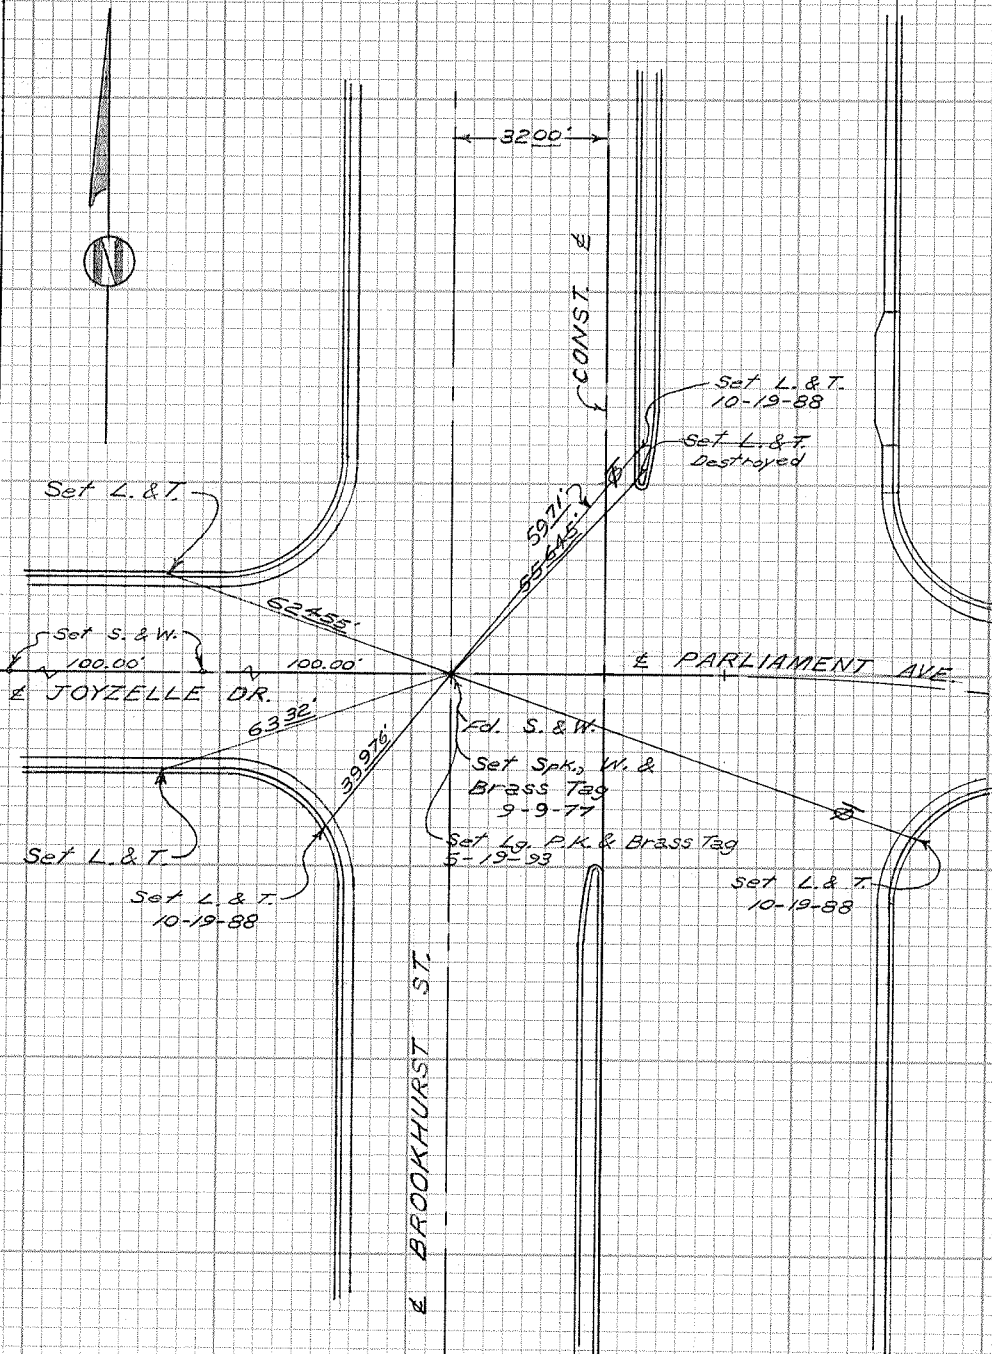 32 00'
N
CONST. ℄
Set L. & T.
10-19-88
Set L. & T.
Destroyed
Set L. & T.
59 71'
55 645'
62 455'
Set S. & W.
100.00'
100.00'
℄ PARLIAMENT AVE.
℄ JOYZELLE DR.
63 32'
39 976'
Fd. S. & W.
Set Spk., W. &
Brass Tag
9-9-77
Set Lg. P.K. & Brass Tag
5-19-93
Set L. & T.
Set L. & T.
10-19-88
Set L. & T.
10-19-88
℄ BROOKHURST ST.